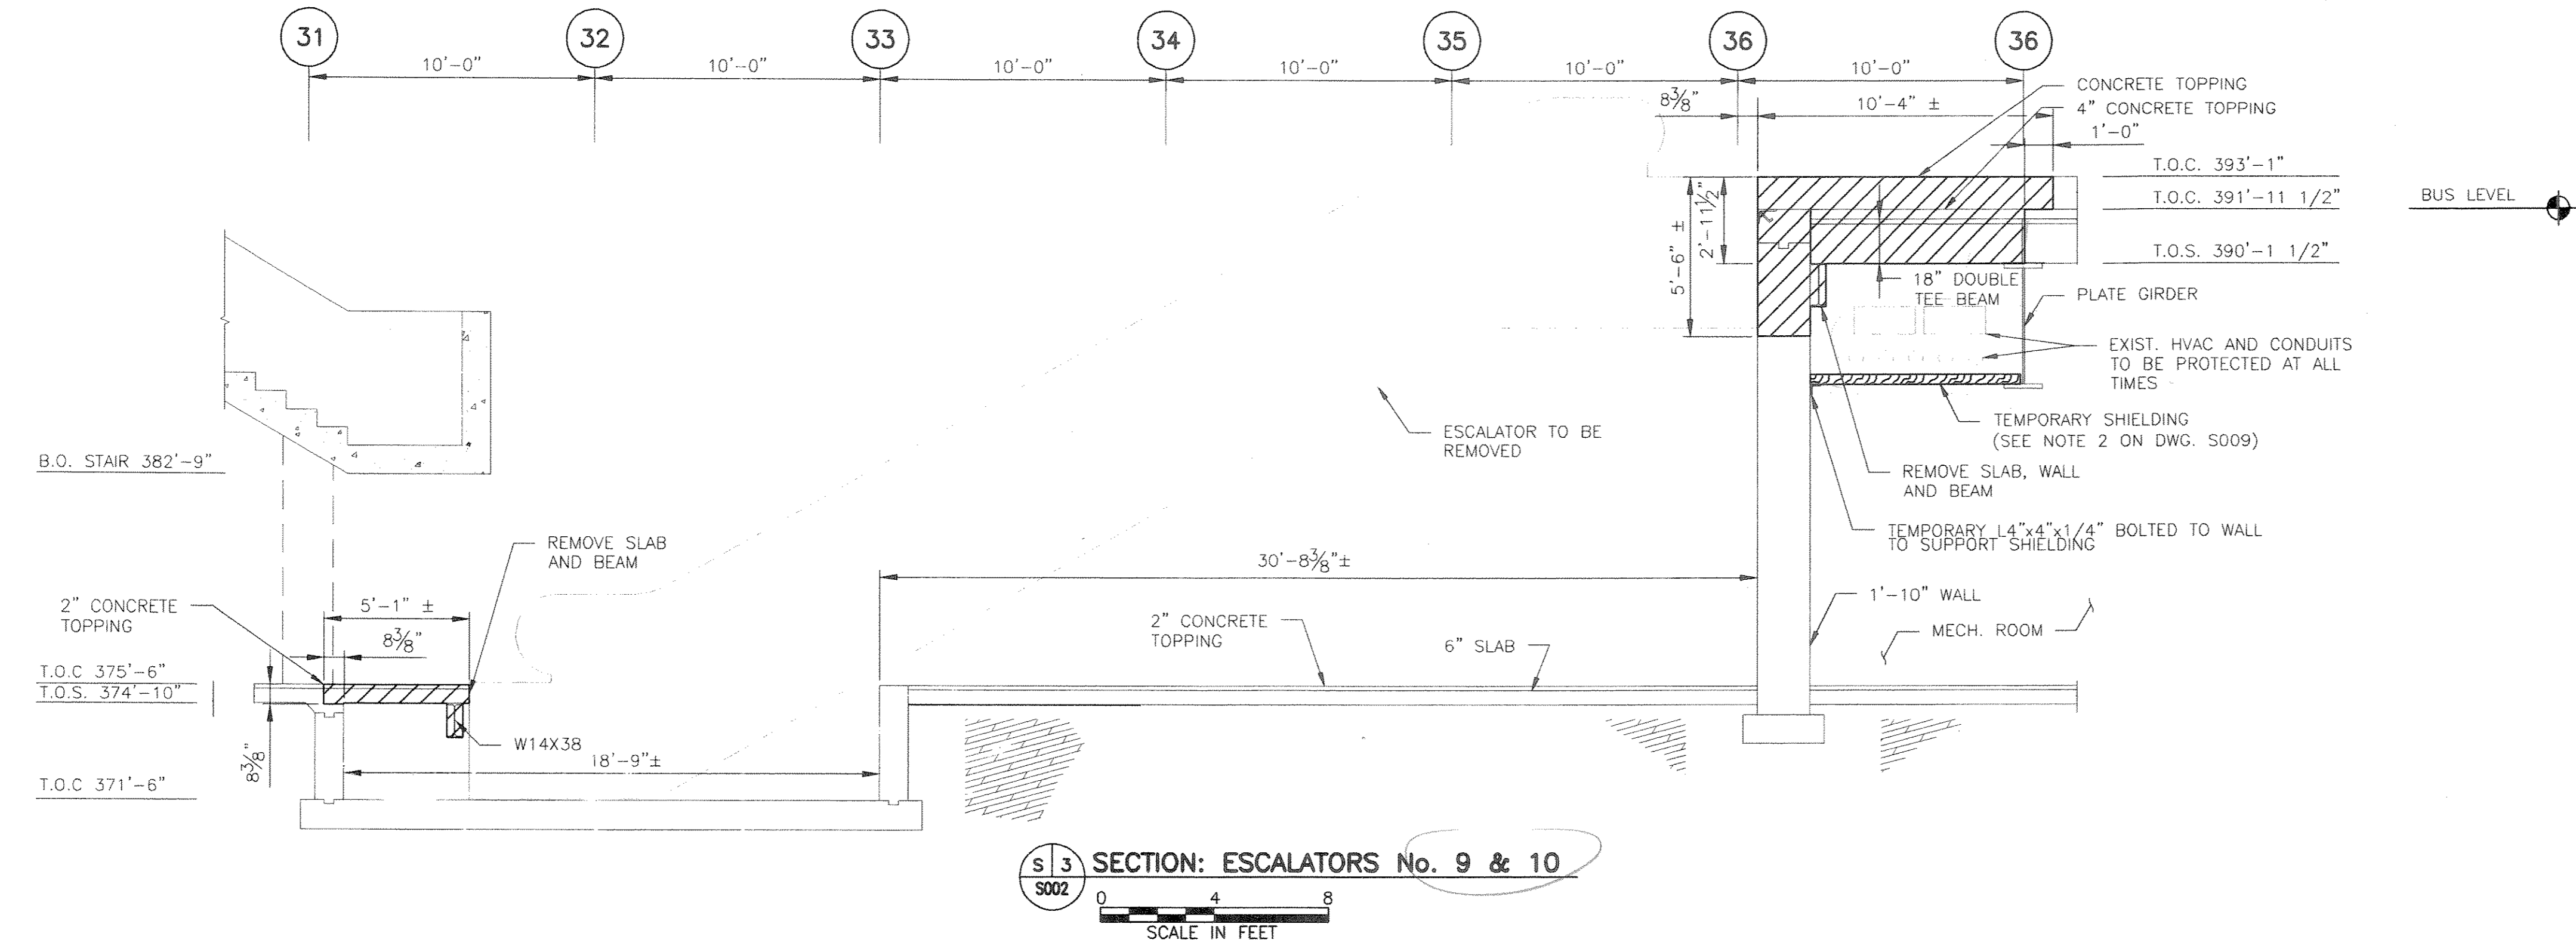 31 32 33 34 35 36 36
10'-0" 10'-0" 10'-0" 10'-0" 10'-0" 10'-0"
CONCRETE TOPPING
8 3/8" 10'-4" ±
4" CONCRETE TOPPING
1'-0"
T.O.C. 393'-1"
T.O.C. 391'-11 1/2"
BUS LEVEL
5'-6" ±
2'-11 1/2"
T.O.S. 390'-1 1/2"
18" DOUBLE
TEE BEAM
PLATE GIRDER
EXIST. HVAC AND CONDUITS
TO BE PROTECTED AT ALL
TIMES
TEMPORARY SHIELDING
(SEE NOTE 2 ON DWG. S009)
ESCALATOR TO BE
REMOVED
B.O. STAIR 382'-9"
REMOVE SLAB, WALL
AND BEAM
TEMPORARY L4"x4"x1/4" BOLTED TO WALL
TO SUPPORT SHIELDING
REMOVE SLAB
AND BEAM
30'-8 3/8"±
2" CONCRETE
TOPPING
5'-1" ±
8 3/8"
1'-10" WALL
2" CONCRETE
TOPPING
6" SLAB
MECH. ROOM
T.O.C 375'-6"
T.O.S. 374'-10"
8 3/8"
W14X38
18'-9"±
T.O.C 371'-6"
S 3
S002
SECTION: ESCALATORS No. 9 & 10
0 4 8
SCALE IN FEET